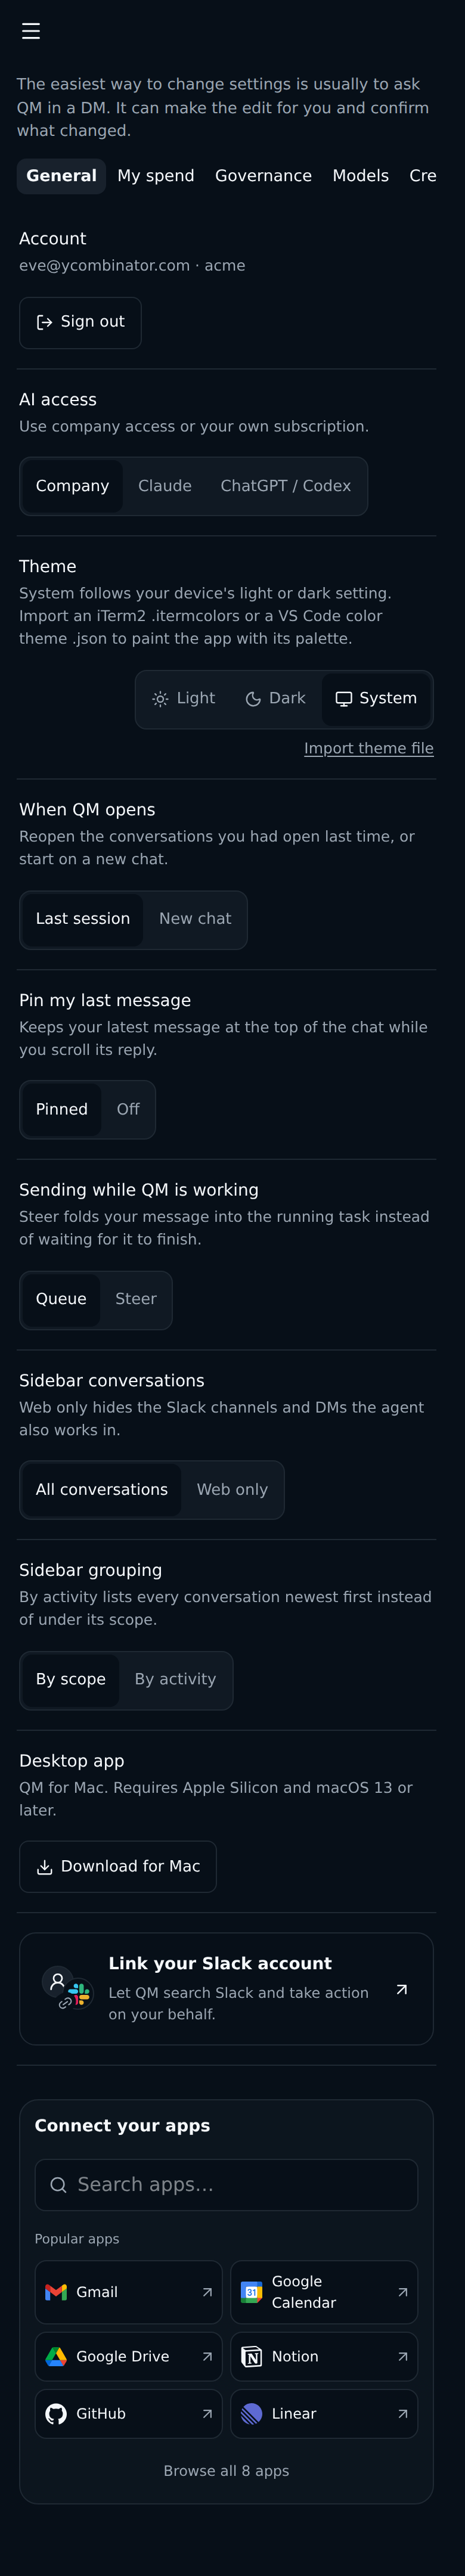 The easiest way to change settings is usually to ask
QM in a DM. It can make the edit for you and confirm
what changed.
General My spend Governance Models Cre
Account
eve@ycombinator.com · acme
Sign out
AI access
Use company access or your own subscription.
Company Claude ChatGPT / Codex
Theme
System follows your device's light or dark setting.
Import an iTerm2 .itermcolors or a VS Code color
theme .json to paint the app with its palette.
Light Dark System
Import theme file
When QM opens
Reopen the conversations you had open last time, or
start on a new chat.
Last session New chat
Pin my last message
Keeps your latest message at the top of the chat while
you scroll its reply.
Pinned Off
Sending while QM is working
Steer folds your message into the running task instead
of waiting for it to finish.
Queue Steer
Sidebar conversations
Web only hides the Slack channels and DMs the agent
also works in.
All conversations Web only
Sidebar grouping
By activity lists every conversation newest first instead
of under its scope.
By scope By activity
Desktop app
QM for Mac. Requires Apple Silicon and macOS 13 or
later.
Download for Mac
Link your Slack account
Let QM search Slack and take action
on your behalf.
Connect your apps
Search apps...
Popular apps
Gmail
31
Google
Calendar
Google Drive
Notion
GitHub
Linear
Browse all 8 apps